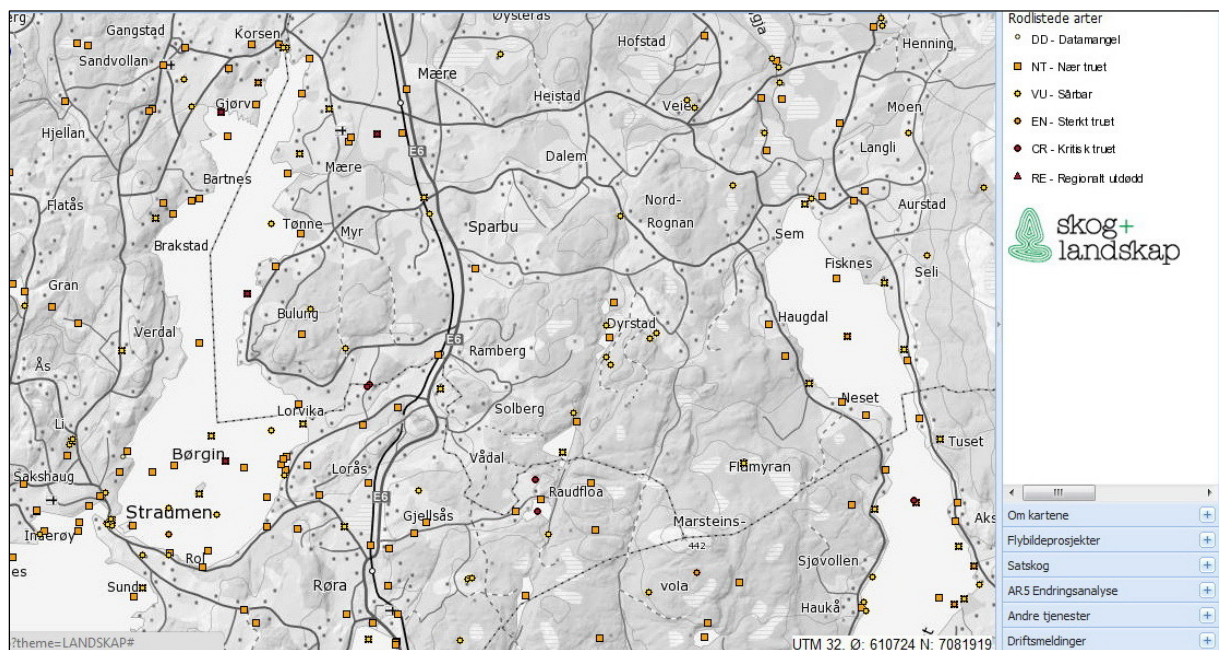 Øysterås
Gangstad
Korsen
Hofstad
Henning
Sandvollan
Mære
Heistad
Gjørv
Veie
Moen
Hjellan
E6
Langli
Mære
Dalem
Bartnes
Nord-
Rognan
Flatås
Aurstad
Tønne
Myr
Sparbu
Sem
Brakstad
Fisknes
Seli
Gran
Bulung
Haugdal
Verdal
Dyrstad
E6
Ramberg
Ås
Neset
Lorvika
Solberg
Li
Tuset
Børgin
Vådal
Flåmyran
Sakshaug
Lorås
Raudfloa
E6
Straumen
Gjellsås
Marsteins-
Inderøy
442
Rol
Sjøvollen
Sund
Røra
vola
Haukå
?theme=LANDSKAP#
UTM 32, Ø: 610724 N: 7081919
Rødlistede arter
DD - Datamangel
NT - Nær truet
VU - Sårbar
EN - Sterkt truet
CR - Kritisk truet
RE - Regionalt utdødd
skog+
landskap
Om kartene
Flybildeprosjekter
Satskog
AR5 Endringsanalyse
Andre tjenester
Driftsmeldinger